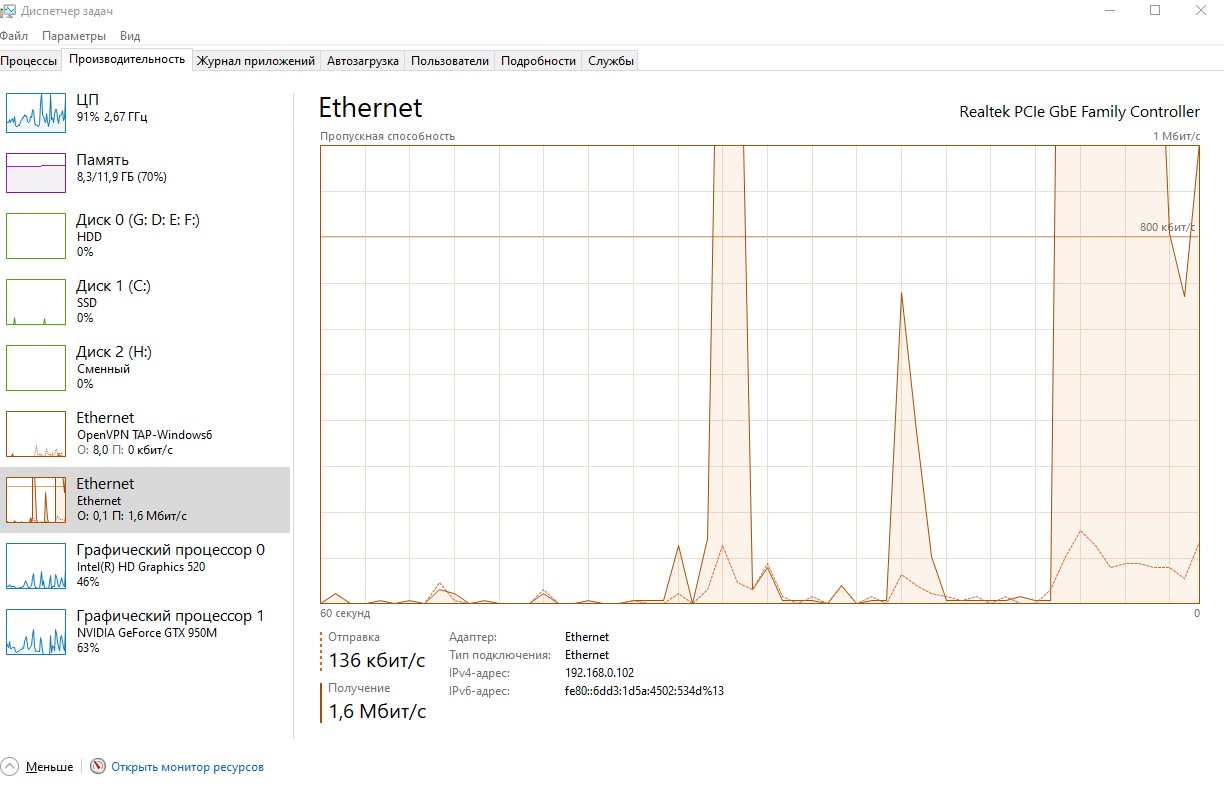 Диспетчер задач
Файл Параметры Вид
Процессы Производительность Журнал приложений Автозагрузка Пользователи Подробности Службы
ЦП
91% 2,67 ГГц
Память
8,3/11,9 ГБ (70%)
Диск 0 (G: D: E: F:)
HDD
0%
Диск 1 (C:)
SSD
0%
Диск 2 (H:)
Сменный
0%
Ethernet
OpenVPN TAP-Windows6
О: 8,0 П: 0 кбит/с
Ethernet
Ethernet
О: 0,1 П: 1,6 Мбит/с
Графический процессор 0
Intel(R) HD Graphics 520
46%
Графический процессор 1
NVIDIA GeForce GTX 950M
63%
Ethernet
Realtek PCIe GbE Family Controller
Пропускная способность
1 Мбит/с
800 кбит/с
60 секунд
0
Отправка
136 кбит/с
Получение
1,6 Мбит/с
Адаптер: Ethernet
Тип подключения: Ethernet
IPv4-адрес: 192.168.0.102
IPv6-адрес: fe80::6dd3:1d5a:4502:534d%13
Меньше
Открыть монитор ресурсов